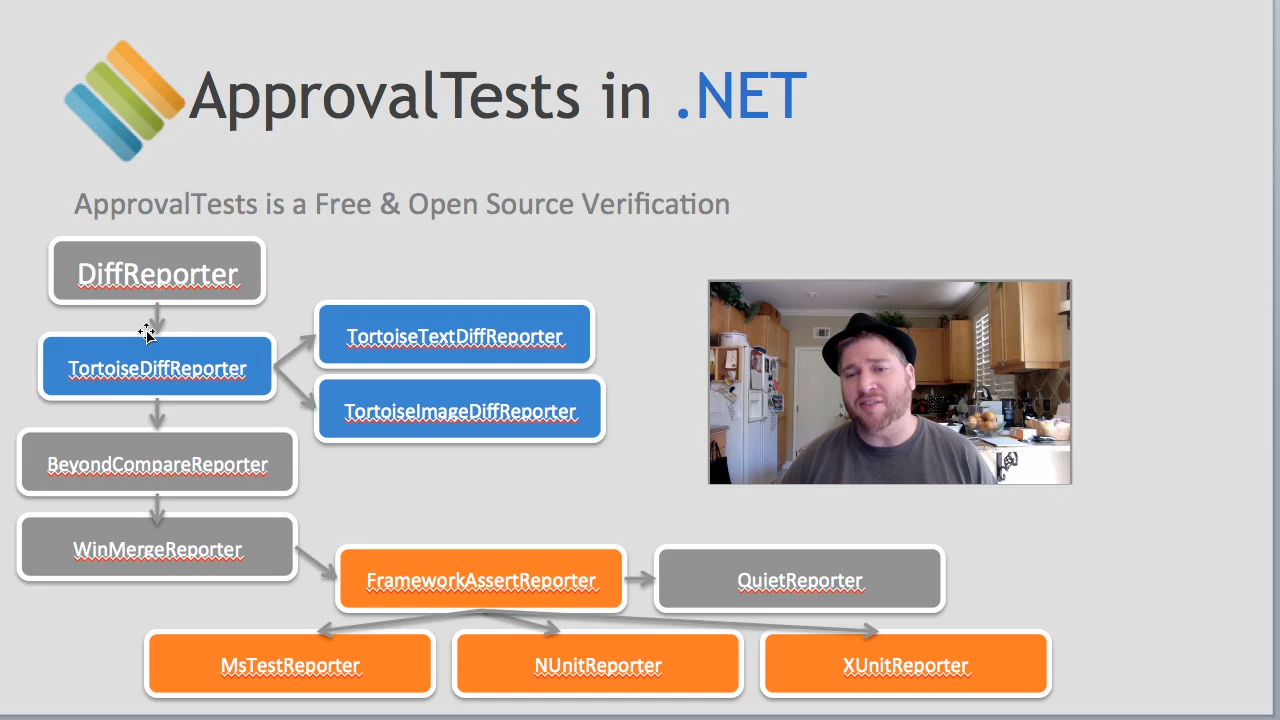 ApprovalTests in .NET
ApprovalTests is a Free & Open Source Verification
DiffReporter
TortoiseDiffReporter
TortoiseTextDiffReporter
TortoiseImageDiffReporter
BeyondCompareReporter
WinMergeReporter
FrameworkAssertReporter
QuietReporter
MsTestReporter
NUnitReporter
XUnitReporter